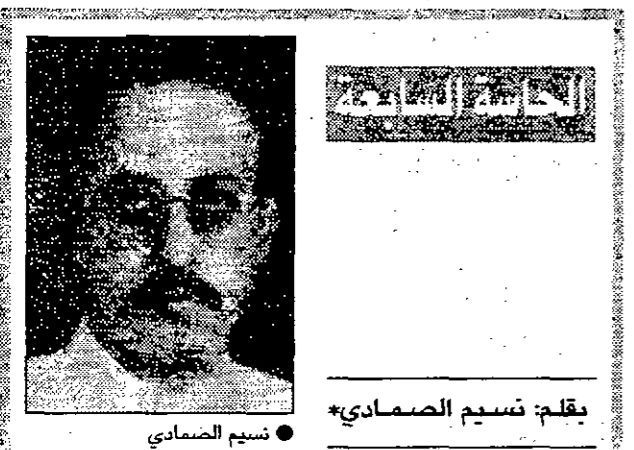 الحاسة السابعة
بقلم: نسيم الصمادي*
● نسيم الصمادي